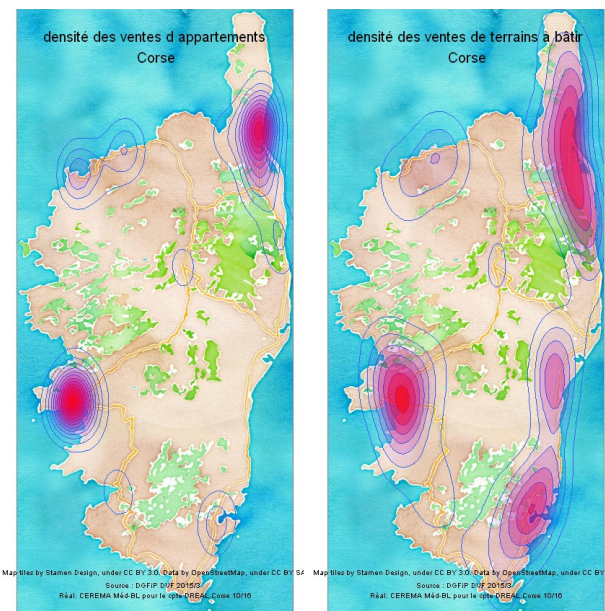 densité des ventes d appartements
Corse
Map tiles by Stamen Design, under CC BY 3.0. Data by OpenStreetMap, under CC BY SA
Source : DGFiP DVF 2015/3
Réal: CEREMA Méd-BL pour le cpte DREAL Corse 10/16
densité des ventes de terrains à bâtir
Corse
Map tiles by Stamen Design, under CC BY 3.0. Data by OpenStreetMap, under CC BY S
Source : DGFiP DVF 2015/3
Réal: CEREMA Méd-BL pour le cpte DREAL Corse 10/16